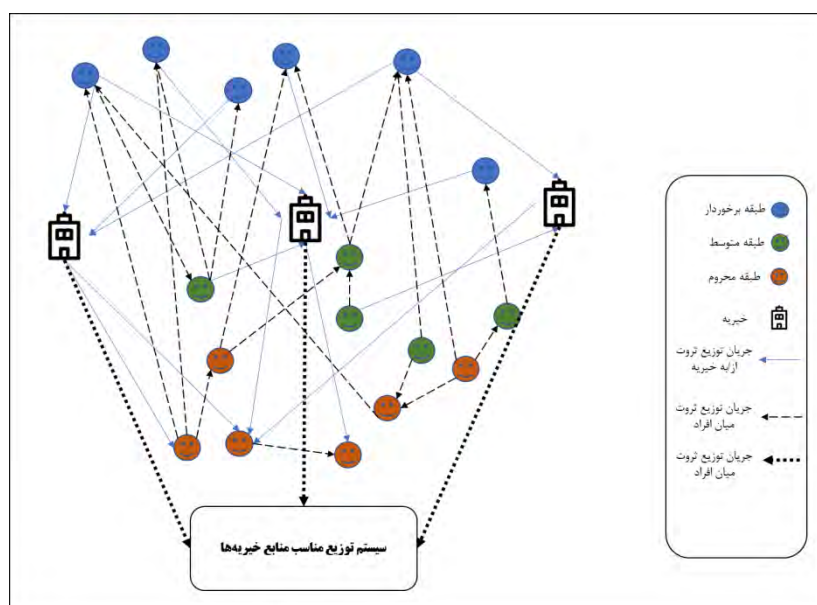 طبقه برخوردار
طبقه متوسط
طبقه محروم
خیریه
جریان توزیع ثروت
از/به خیریه
جریان توزیع ثروت
میان افراد
جریان توزیع ثروت
میان افراد
سیستم توزیع مناسب منابع خیریه‌ها